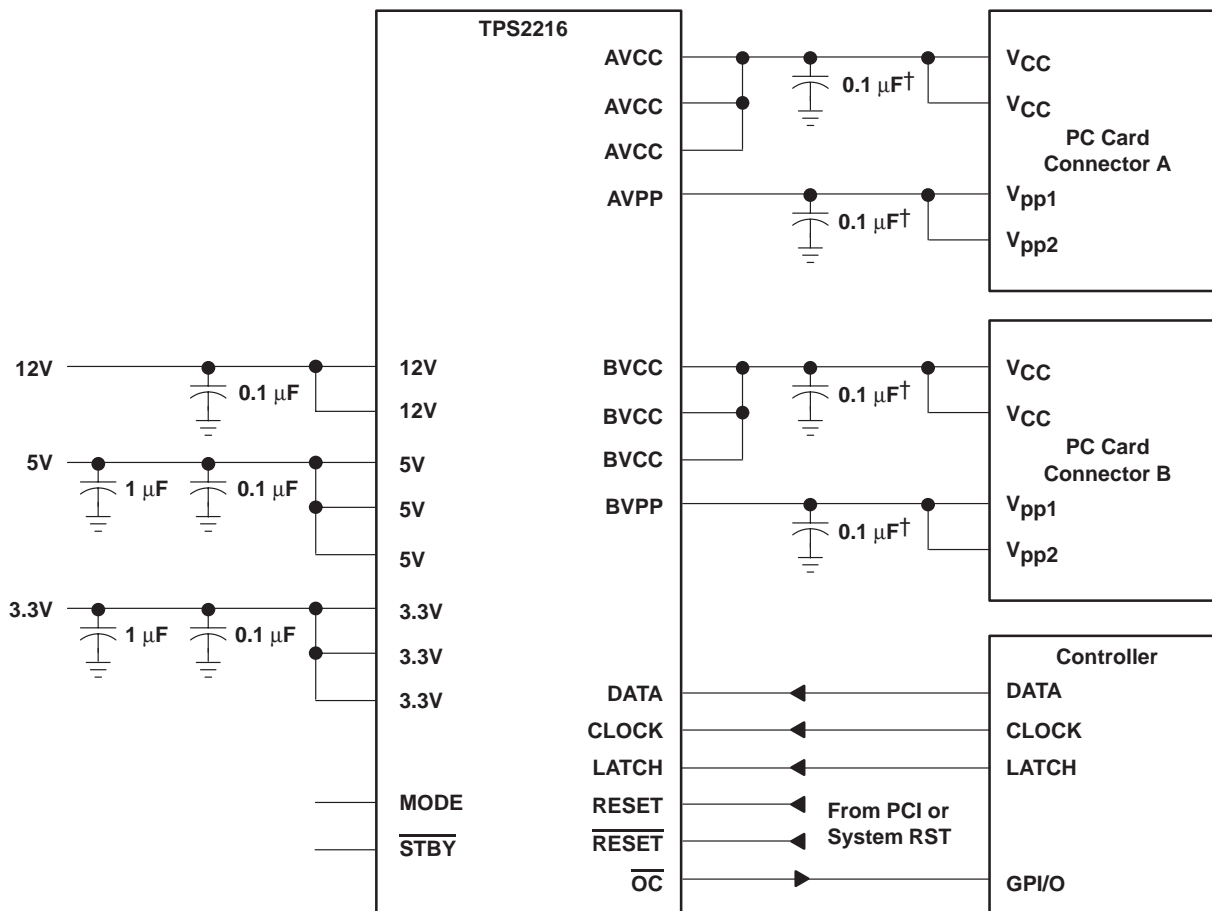 TPS2216
AVCC
AVCC
AVCC
AVPP
0.1 μF†
0.1 μF†
VCC
VCC
PC Card
Connector A
Vpp1
Vpp2
12V
0.1 μF
12V
12V
5V
1 μF
0.1 μF
5V
5V
5V
3.3V
1 μF
0.1 μF
3.3V
3.3V
3.3V
BVCC
BVCC
BVCC
BVPP
0.1 μF†
0.1 μF†
VCC
VCC
PC Card
Connector B
Vpp1
Vpp2
MODE
STBY
DATA
CLOCK
LATCH
RESET
RESET
OC
From PCI or
System RST
Controller
DATA
CLOCK
LATCH
GPI/O